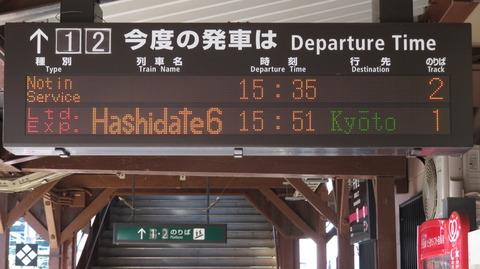 ↑ 1 2 今度の発車は Departure Time
種別 列車名 時刻 行先 のりば
Type Train Name Departure Time Destination Track
Not in Service 15:35 2
Ltd. Exp. Hashidate6 15:51 Kyōto 1
↑ 1・2 のりば